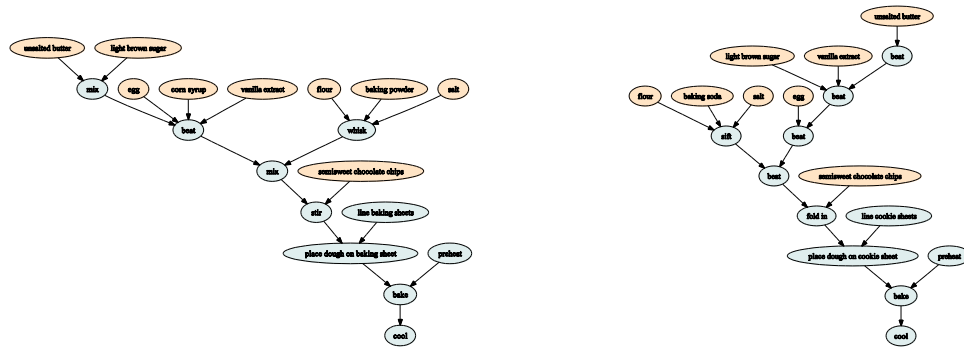 unsalted butter
light brown sugar
mix
egg
corn syrup
vanilla extract
flour
baking powder
salt
beat
whisk
mix
semisweet chocolate chips
stir
line baking sheets
place dough on baking sheet
preheat
bake
cool
unsalted butter
light brown sugar
vanilla extract
beat
flour
baking soda
salt
egg
beat
sift
beat
beat
semisweet chocolate chips
fold in
line cookie sheets
place dough on cookie sheet
preheat
bake
cool